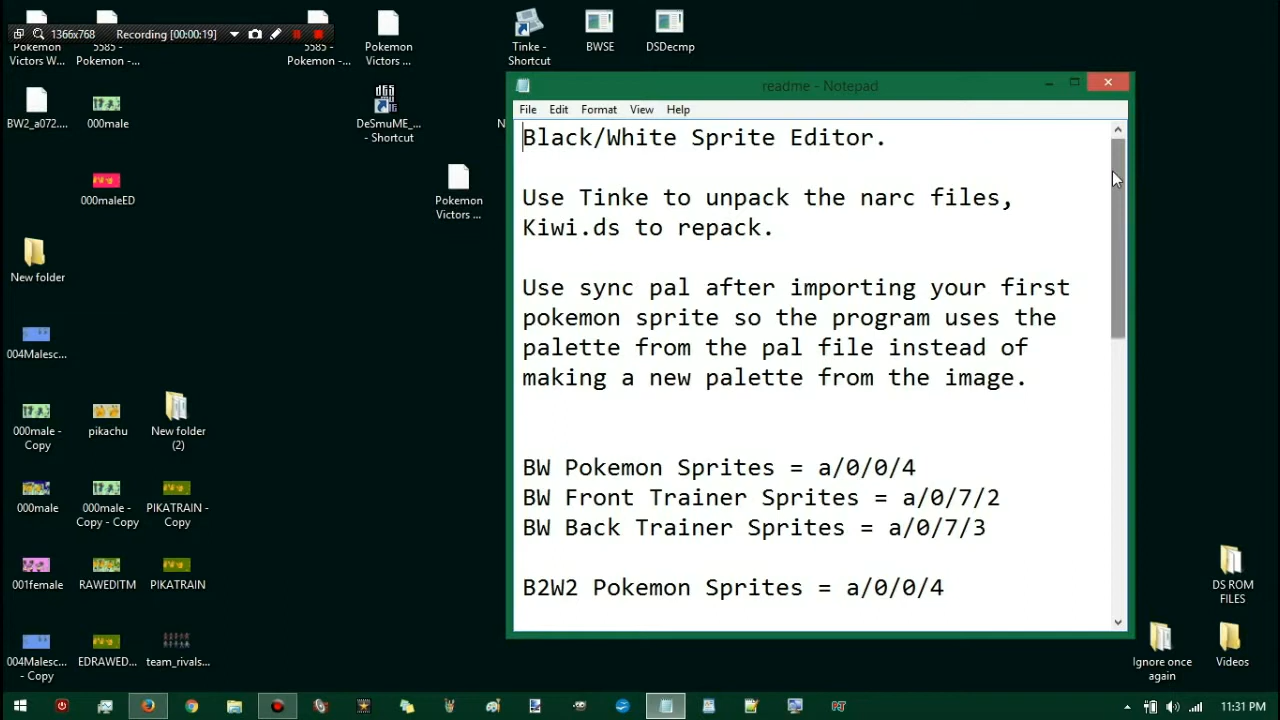 1366x768
Recording [00:00:19]
Pokemon Victors W...
5585 - Pokemon -...
5585 - Pokemon -...
Pokemon Victors ...
Tinke - Shortcut
BWSE
DSDecmp
readme - Notepad
File Edit Format View Help
BW2_a072....
000male
DeSmuME_... - Shortcut
N
Black/White Sprite Editor.
Use Tinke to unpack the narc files,
Kiwi.ds to repack.
Use sync pal after importing your first
pokemon sprite so the program uses the
palette from the pal file instead of
making a new palette from the image.
BW Pokemon Sprites = a/0/0/4
BW Front Trainer Sprites = a/0/7/2
BW Back Trainer Sprites = a/0/7/3
B2W2 Pokemon Sprites = a/0/0/4
000maleED
Pokemon Victors ...
New folder
004Malesc...
000male - Copy
pikachu
New folder (2)
000male
000male - Copy - Copy
PIKATRAIN - Copy
001female
RAWEDITM
PIKATRAIN
DS ROM FILES
004Malesc... - Copy
EDRAWED...
team_rivals...
Ignore once again
Videos
11:31 PM